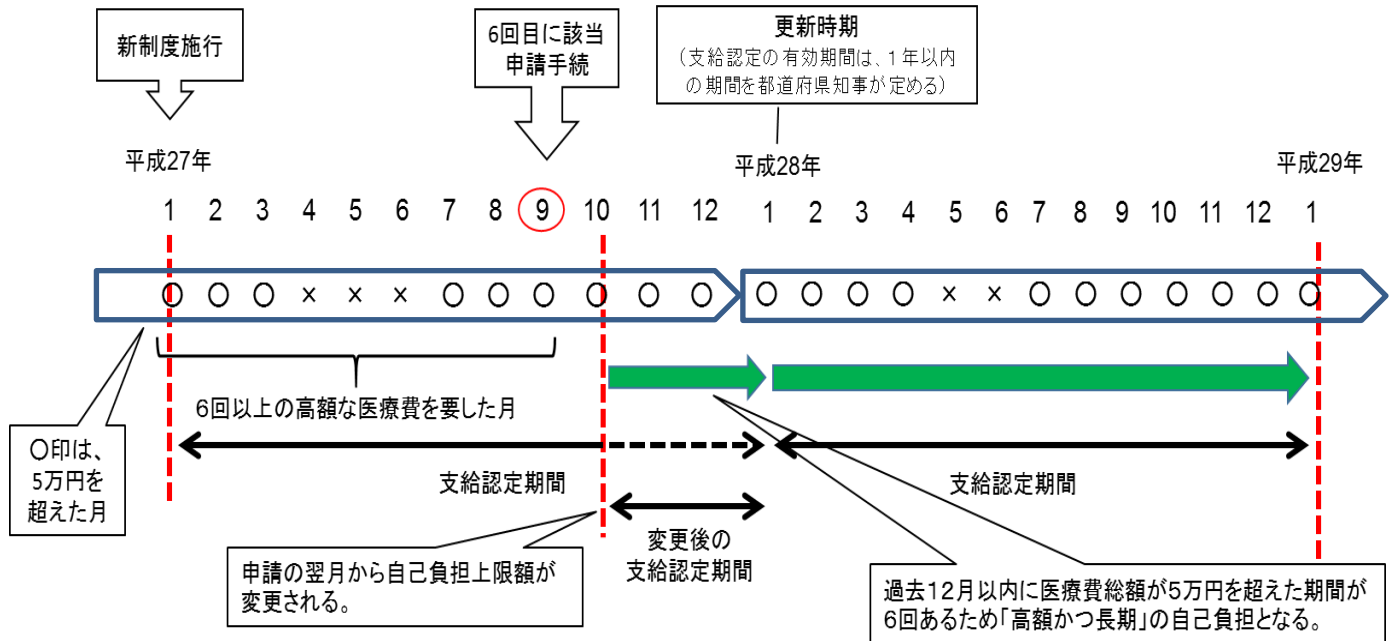 新制度施行
6回目に該当
申請手続
更新時期
（支給認定の有効期間は、１年以内
の期間を都道府県知事が定める）
平成27年
平成28年
平成29年
1 2 3 4 5 6 7 8 9 10 11 12 1 2 3 4 5 6 7 8 9 10 11 12 1
○ ○ ○ × × × ○ ○ ○ ○ ○ ○ ○ ○ ○ ○ × × ○ ○ ○ ○ ○ ○ ○
6回以上の高額な医療費を要した月
〇印は、
5万円を
超えた月
支給認定期間
支給認定期間
変更後の
支給認定期間
申請の翌月から自己負担上限額が
変更される。
過去12月以内に医療費総額が5万円を超えた期間が
6回あるため「高額かつ長期」の自己負担となる。